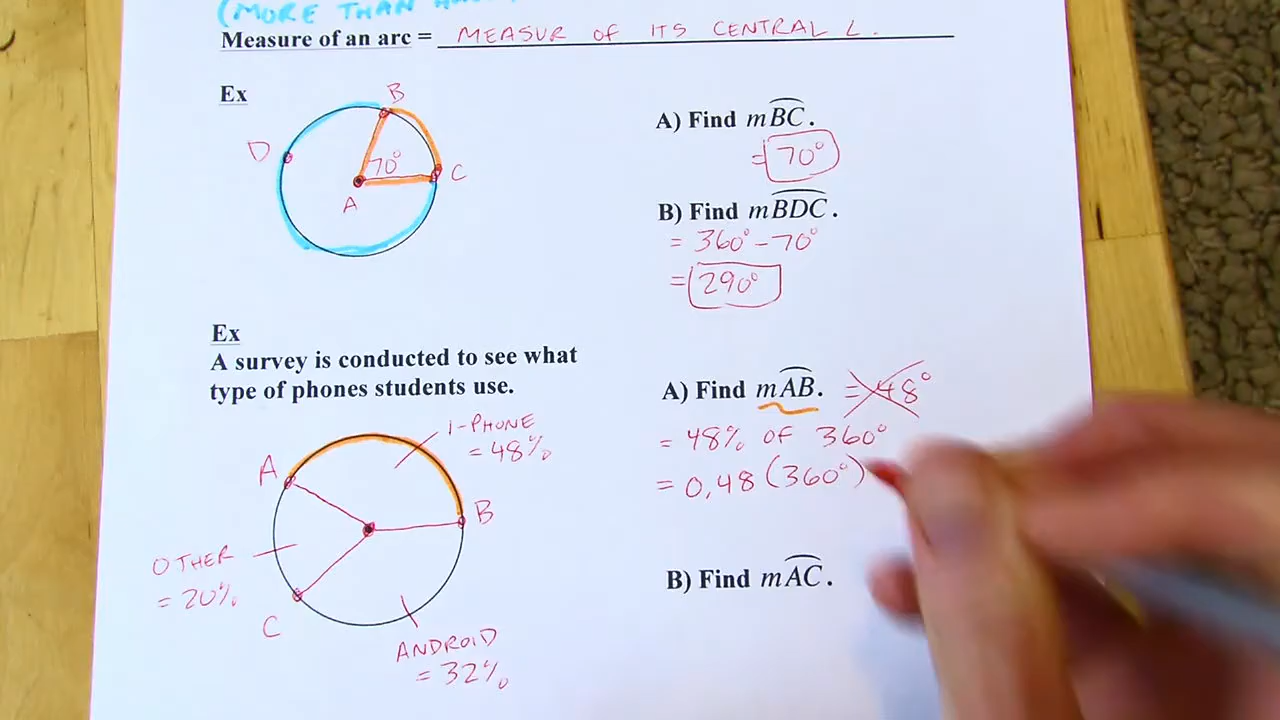 (MORE THAN
Measure of an arc = MEASUR OF ITS CENTRAL ∠.
Ex
B
D
70°
C
A
A) Find mBC.
= 70°
B) Find mBDC.
= 360° - 70°
= 290°
Ex
A survey is conducted to see what
type of phones students use.
I-PHONE
= 48%
A
B
OTHER
= 20%
C
ANDROID
= 32%
A) Find mAB. = 48°
= 48% OF 360°
= 0.48 (360°)
B) Find mAC.